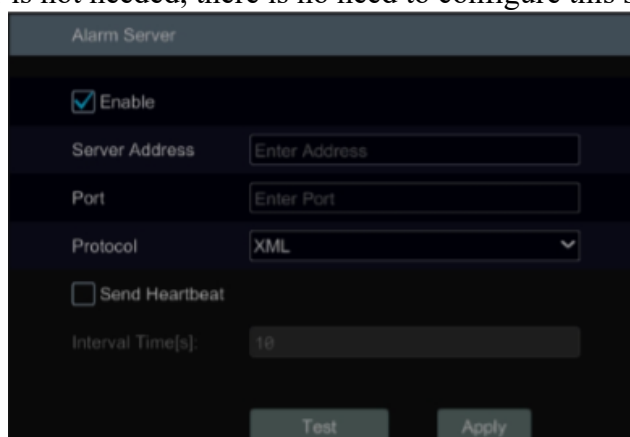 is not needed, there is no need to configure this s
Alarm Server
Enable
Server Address Enter Address
Port Enter Port
Protocol XML
Send Heartbeat
Interval Time[s]: 10
Test Apply